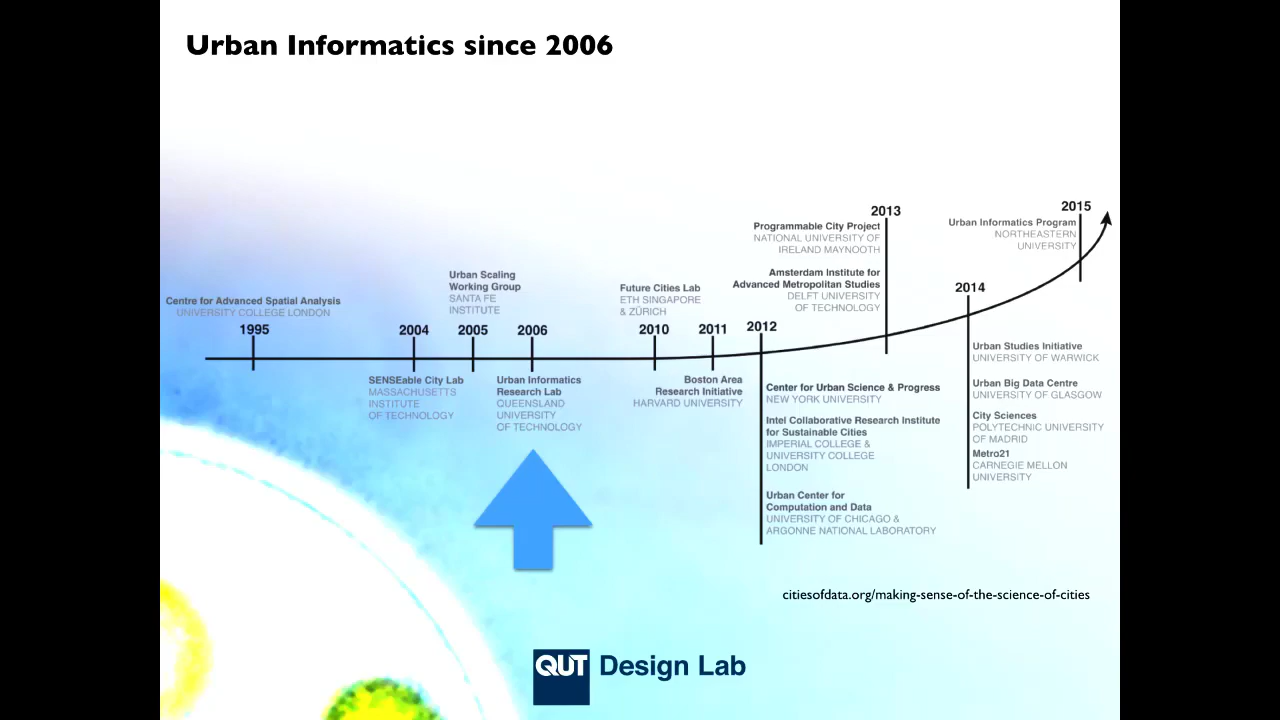 Urban Informatics since 2006
Centre for Advanced Spatial Analysis
UNIVERSITY COLLEGE LONDON
1995
2004
SENSEable City Lab
MASSACHUSETTS
INSTITUTE
OF TECHNOLOGY
Urban Scaling
Working Group
SANTA FE
INSTITUTE
2005
2006
Urban Informatics
Research Lab
QUEENSLAND
UNIVERSITY
OF TECHNOLOGY
Future Cities Lab
ETH SINGAPORE
& ZÜRICH
2010
2011
Boston Area
Research Initiative
HARVARD UNIVERSITY
2012
Center for Urban Science & Progress
NEW YORK UNIVERSITY
Intel Collaborative Research Institute
for Sustainable Cities
IMPERIAL COLLEGE &
UNIVERSITY COLLEGE
LONDON
Urban Center for
Computation and Data
UNIVERSITY OF CHICAGO &
ARGONNE NATIONAL LABORATORY
2013
Programmable City Project
NATIONAL UNIVERSITY OF
IRELAND MAYNOOTH
Amsterdam Institute for
Advanced Metropolitan Studies
DELFT UNIVERSITY
OF TECHNOLOGY
2014
Urban Studies Initiative
UNIVERSITY OF WARWICK
Urban Big Data Centre
UNIVERSITY OF GLASGOW
City Sciences
POLYTECHNIC UNIVERSITY
OF MADRID
Metro21
CARNEGIE MELLON
UNIVERSITY
2015
Urban Informatics Program
NORTHEASTERN
UNIVERSITY
citiesofdata.org/making-sense-of-the-science-of-cities
QUT Design Lab